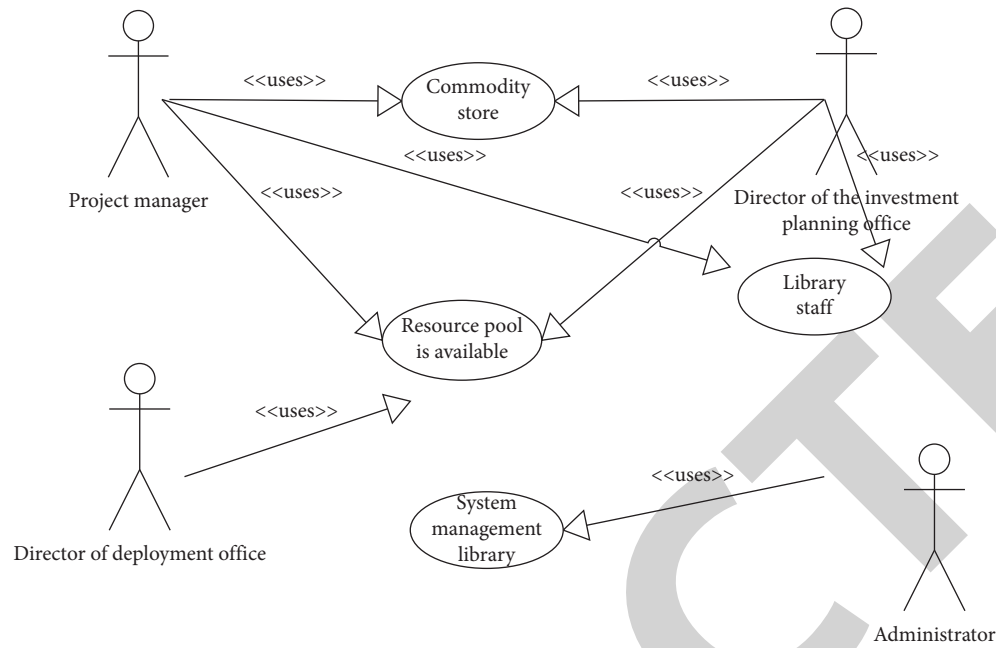 <<uses>>
<<uses>>
Commodity
store
<<uses>>
<<uses>>
Project manager
<<uses>>
<<uses>>
Director of the investment
planning office
Library
staff
Resource pool
is available
<<uses>>
<<uses>>
System
management
library
Director of deployment office
Administrator
CTE